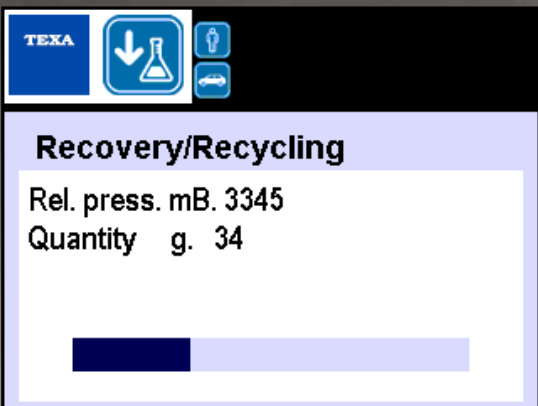 TEXA
Recovery/Recycling
Rel. press. mB. 3345
Quantity g. 34